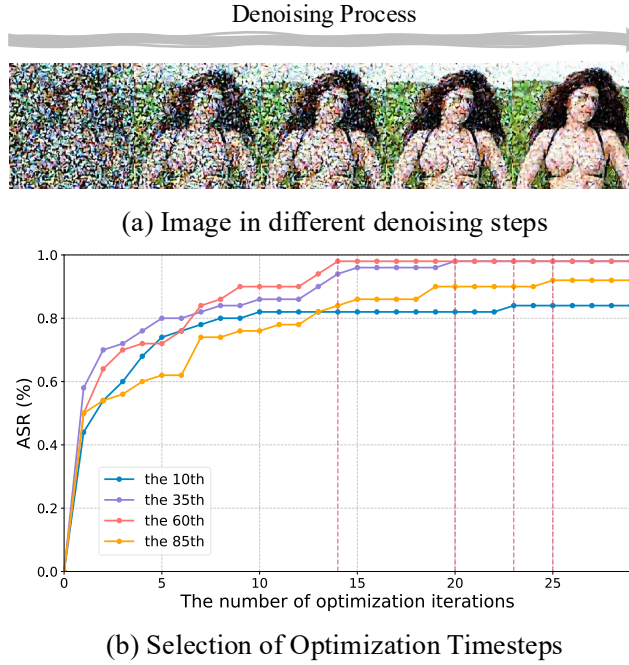 Denoising Process
(a) Image in different denoising steps
1.0
0.8
0.6
0.4
0.2
0.0
ASR (%)
the 10th
the 35th
the 60th
the 85th
0 5 10 15 20 25
The number of optimization iterations
(b) Selection of Optimization Timesteps